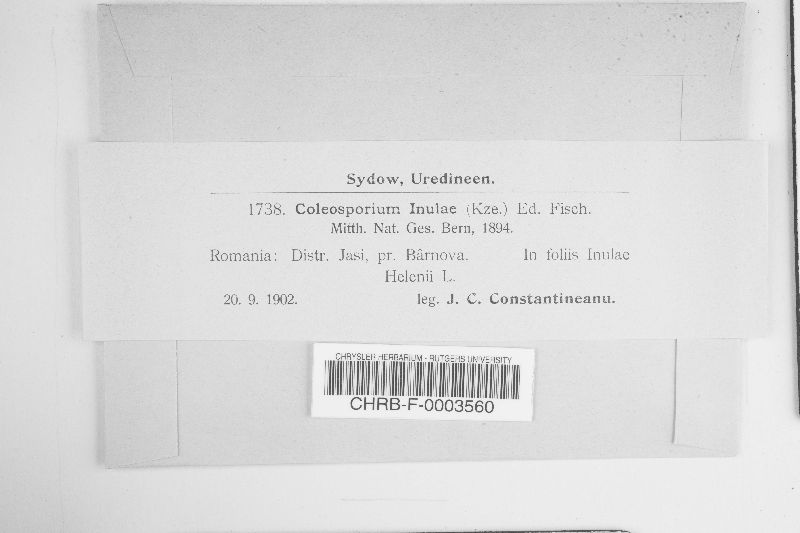 Sydow, Uredineen.
1738. Coleosporium Inulae (Kze.) Ed. Fisch.
Mitth. Nat. Ges. Bern, 1894.
Romania: Distr. Jasi, pr. Bârnova. In foliis Inulae
Helenii L.
20. 9. 1902. leg. J. C. Constantineanu.
CHRYSLER HERBARIUM - RUTGERS UNIVERSITY
CHRB-F-0003560